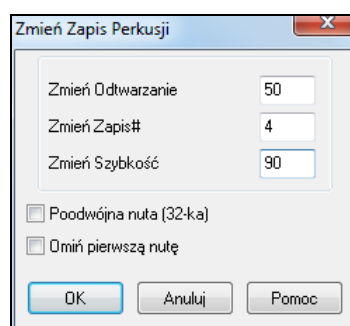 Zmień Zapis Perkusji
Zmień Odtwarzanie 50
Zmień Zapis# 4
Zmień Szybkość 90
Poodwójna nuta (32-ka)
Omiń pierwszą nutę
OK Anuluj Pomoc